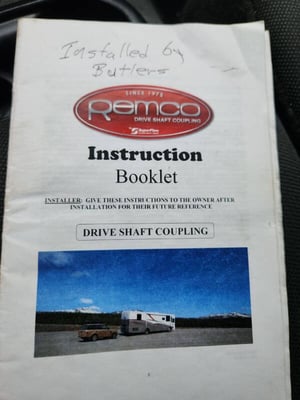 Installed by
Butlers
SINCE 1973
Remco
DRIVE SHAFT COUPLING
Instruction
Booklet
INSTALLER: GIVE THESE INSTRUCTIONS TO THE OWNER AFTER
INSTALLATION FOR THEIR FUTURE REFERENCE
DRIVE SHAFT COUPLING